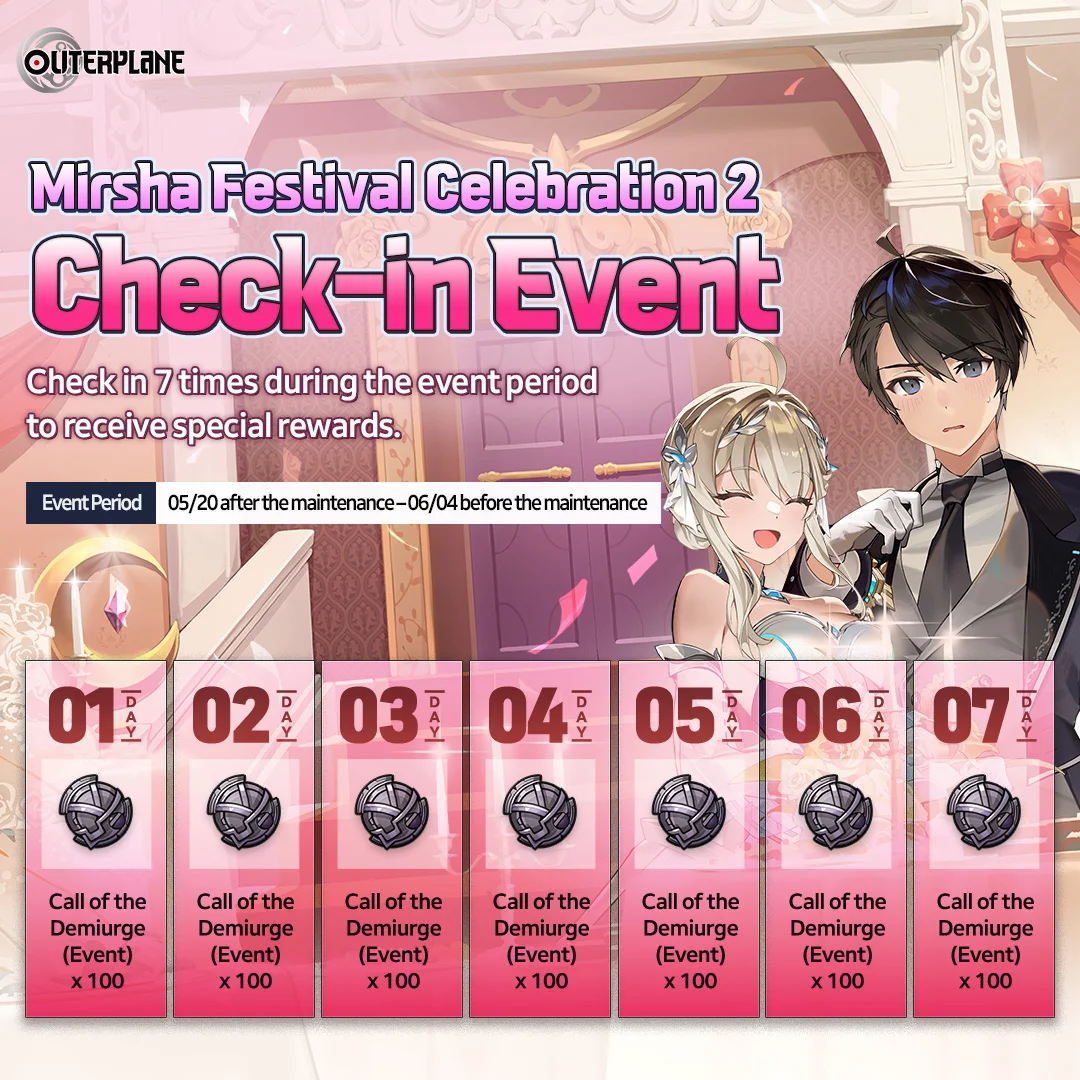 OUTERPLANE
Mirsha Festival Celebration 2
Check-in Event
Check in 7 times during the event period
to receive special rewards.
Event Period 05/20 after the maintenance – 06/04 before the maintenance
01 DAY
Call of the
Demiurge
(Event)
x 100
02 DAY
Call of the
Demiurge
(Event)
x 100
03 DAY
Call of the
Demiurge
(Event)
x 100
04 DAY
Call of the
Demiurge
(Event)
x 100
05 DAY
Call of the
Demiurge
(Event)
x 100
06 DAY
Call of the
Demiurge
(Event)
x 100
07 DAY
Call of the
Demiurge
(Event)
x 100